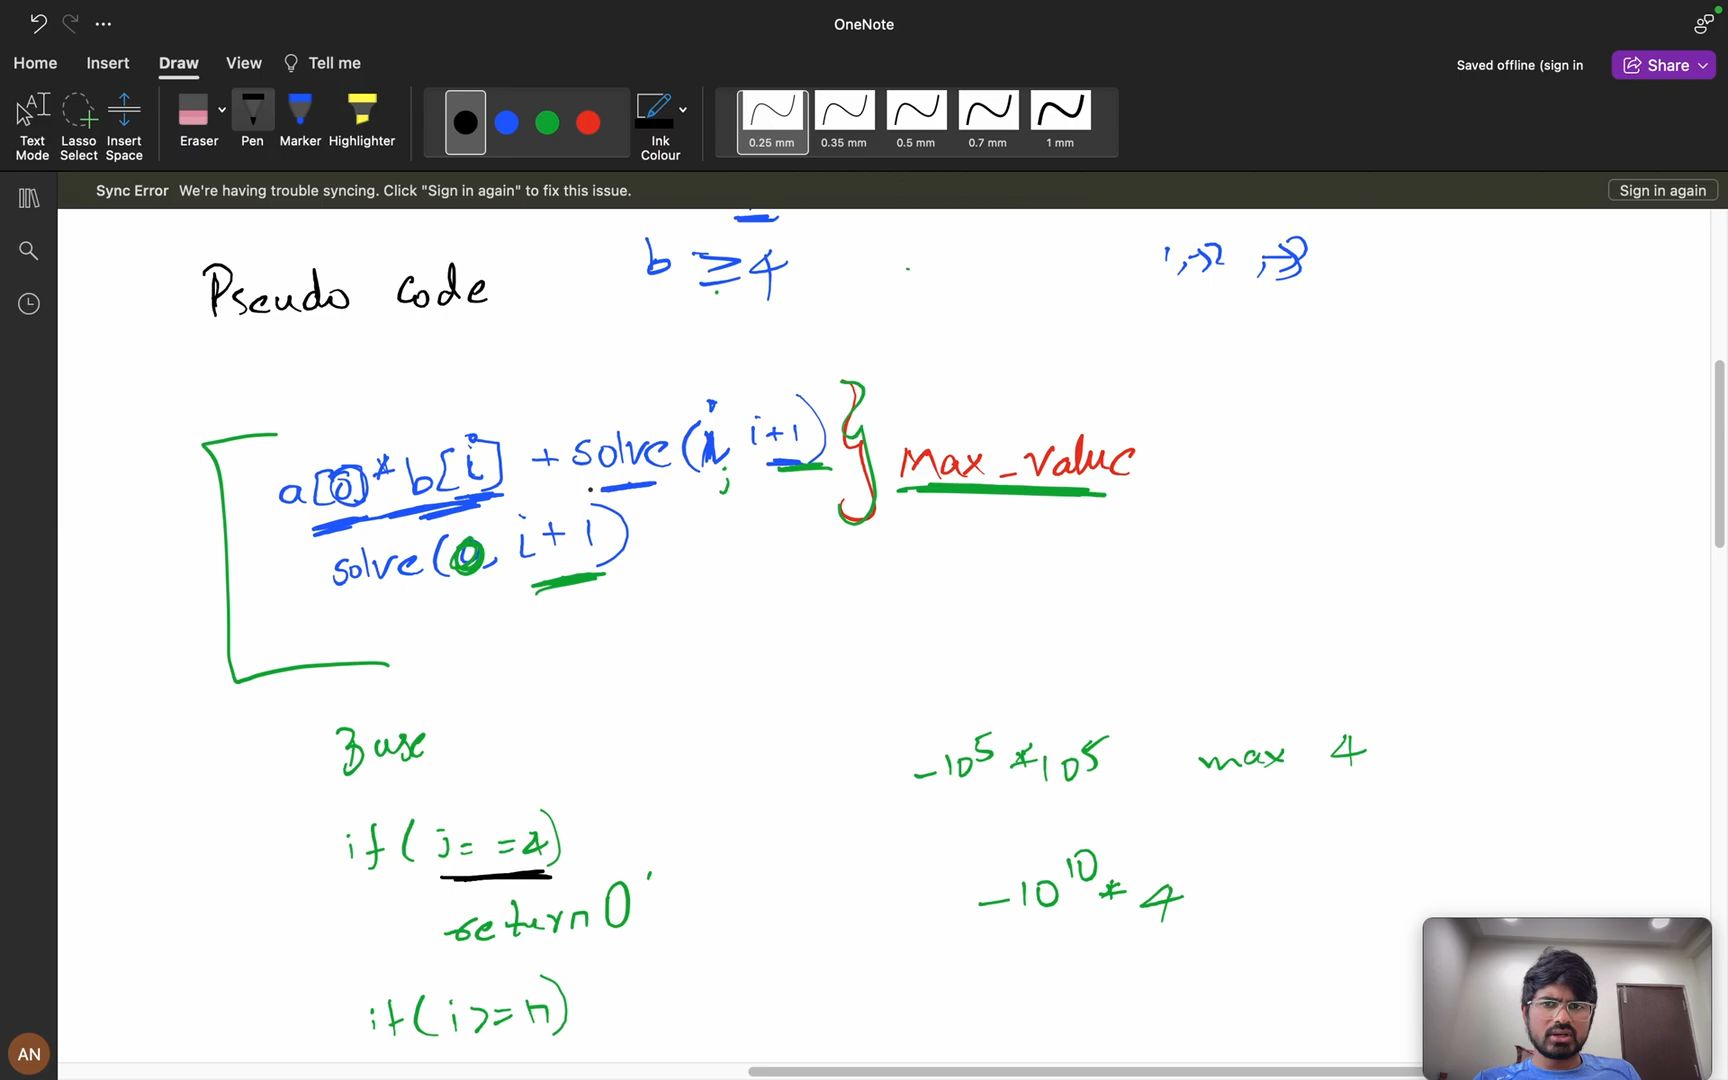 OneNote
Home Insert Draw View Tell me
Saved offline (sign in
Share
Text Mode
Lasso Select
Insert Space
Eraser
Pen
Marker
Highlighter
Ink Colour
0.25 mm
0.35 mm
0.5 mm
0.7 mm
1 mm
Sync Error We're having trouble syncing. Click "Sign in again" to fix this issue.
Sign in again
b ≥ 4
Pseudo code
a[0]*b[i] + solve(1, i+1)
i
j
Max_value
solve(0, i+1)
Base
-10^5 * 10^5 max 4
if( j= =4)
return 0
-10^10 * 4
if( i>=n)
AN